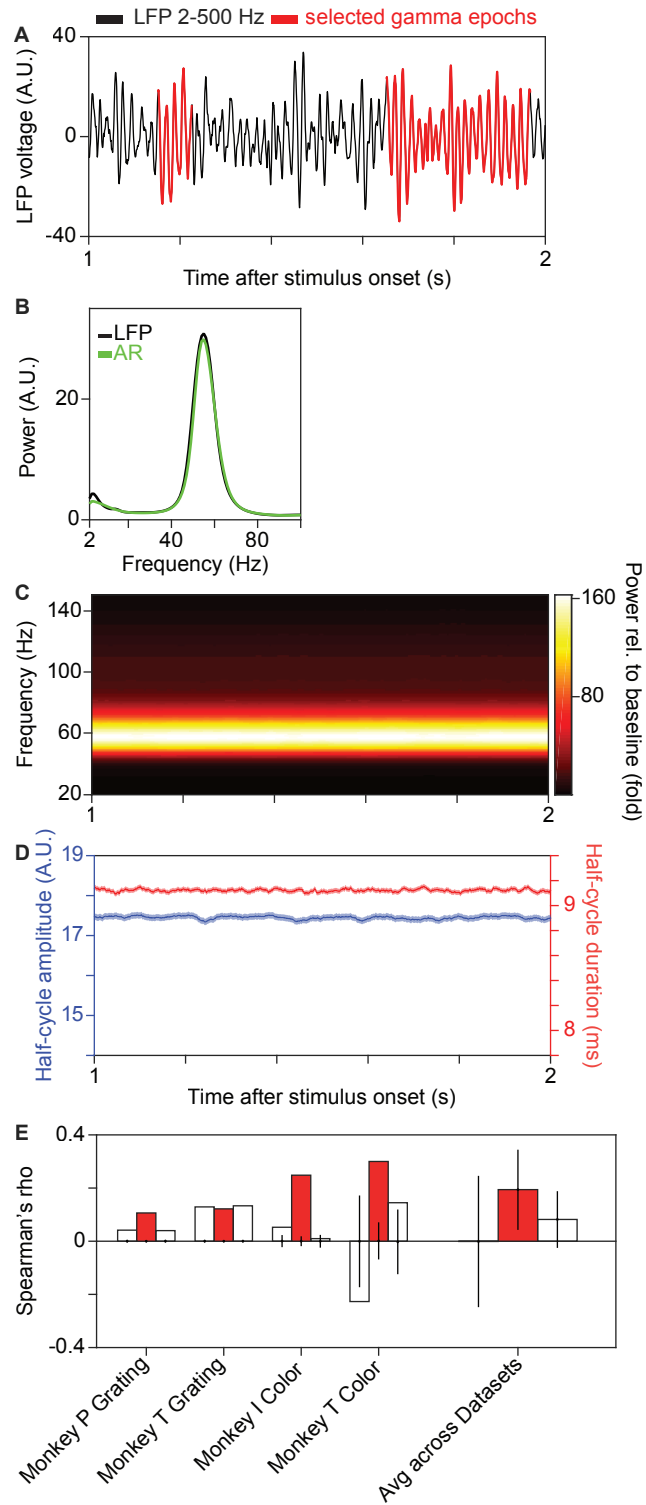 LFP 2-500 Hz selected gamma epochs
A
40
0
-40
LFP voltage (A.U.)
1 2
Time after stimulus onset (s)
B
LFP
AR
20
0
Power (A.U.)
2 40 80
Frequency (Hz)
C
140
100
60
20
Frequency (Hz)
1 2
160
80
Power rel. to
baseline (fold)
D
19
17
15
Half-cycle amplitude (A.U.)
9
8
Half-cycle duration (ms)
1 2
Time after stimulus onset (s)
E
0.4
0
-0.4
Spearman's rho
Monkey P Grating
Monkey T Grating
Monkey I Color
Monkey T Color
Avg across Datasets